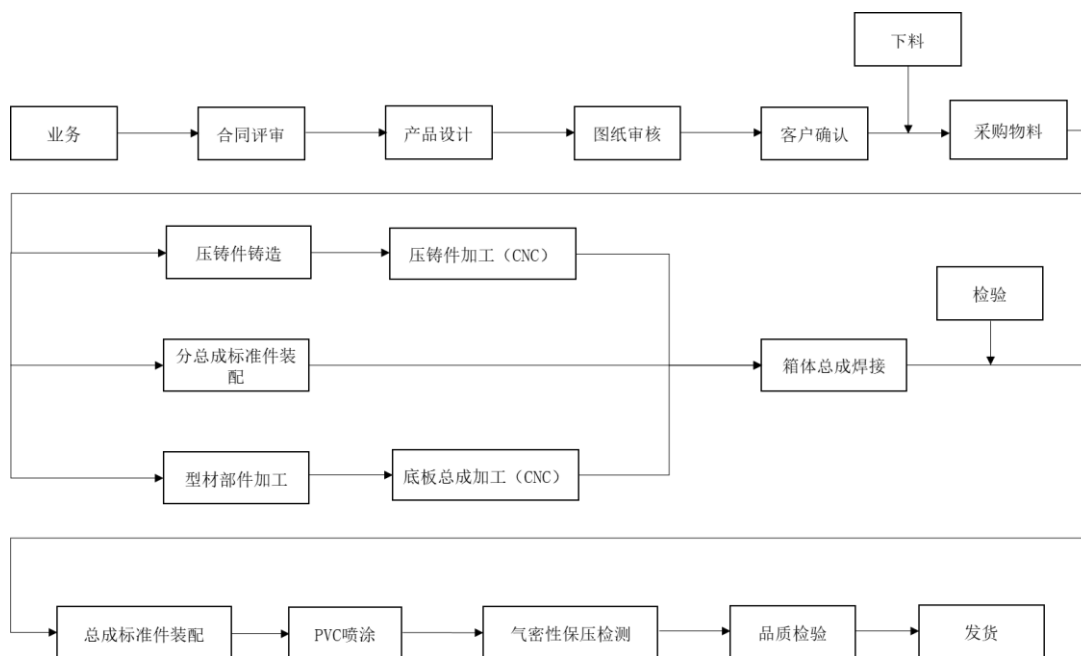 下料
业务
合同评审
产品设计
图纸审核
客户确认
采购物料
压铸件铸造
压铸件加工（CNC）
检验
分总成标准件装
配
箱体总成焊接
型材部件加工
底板总成加工（CNC）
总成标准件装配
PVC喷涂
气密性保压检测
品质检验
发货